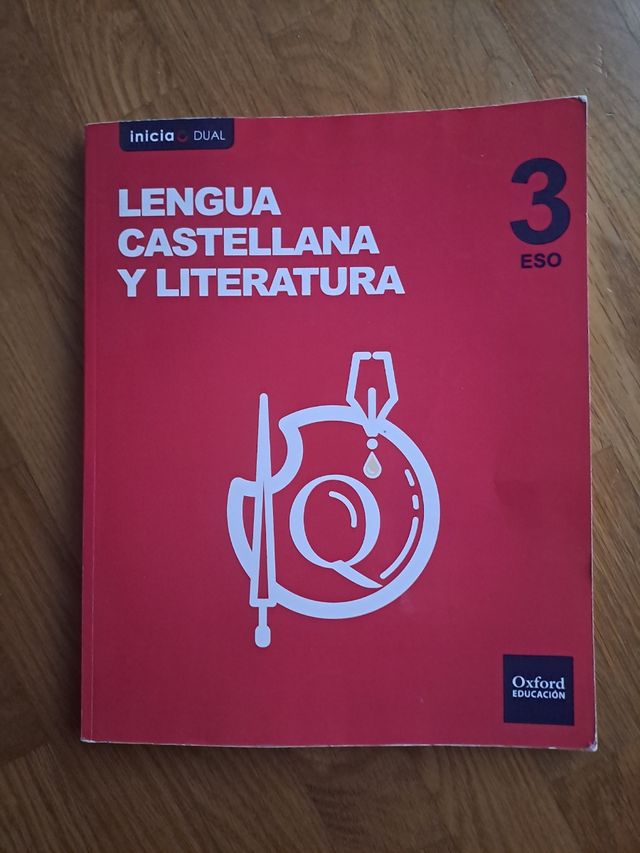 inicia DUAL
LENGUA
CASTELLANA
Y LITERATURA
3
ESO
Q
Oxford
EDUCACIÓN